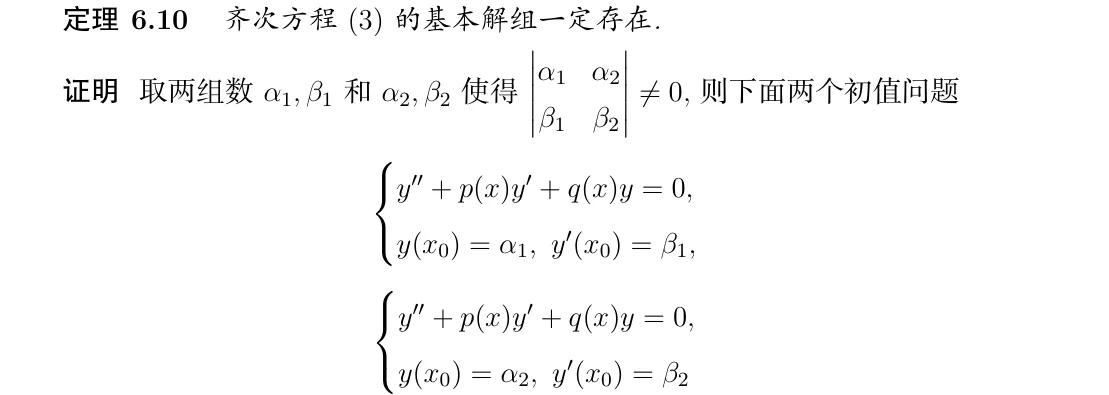 定理 6.10 齐次方程 (3) 的基本解组一定存在.
证明 取两组数 α₁, β₁ 和 α₂, β₂ 使得 |α₁ α₂; β₁ β₂| ≠ 0, 则下面两个初值问题
{ y″ + p(x)y′ + q(x)y = 0,
y(x₀) = α₁, y′(x₀) = β₁,
{ y″ + p(x)y′ + q(x)y = 0,
y(x₀) = α₂, y′(x₀) = β₂